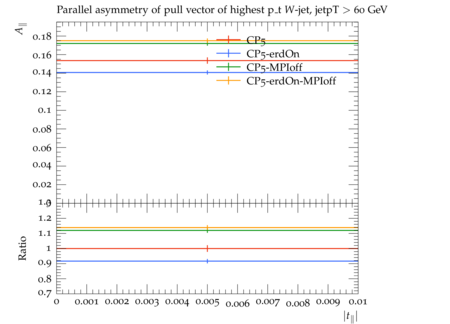 Parallel asymmetry of pull vector of highest p_t W-jet, jetpT > 60 GeV
A∥
0.18
0.16
0.14
0.12
0.1
0.08
0.06
0.04
0.02
CP5
CP5-erdOn
CP5-MPIoff
CP5-erdOn-MPIoff
Ratio
1.2
1.1
1
0.9
0.8
0.7
0 0.001 0.002 0.003 0.004 0.005 0.006 0.007 0.008 0.009 0.01
|t∥|